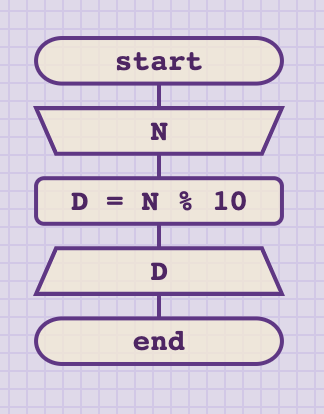 start
N
D = N % 10
D
end